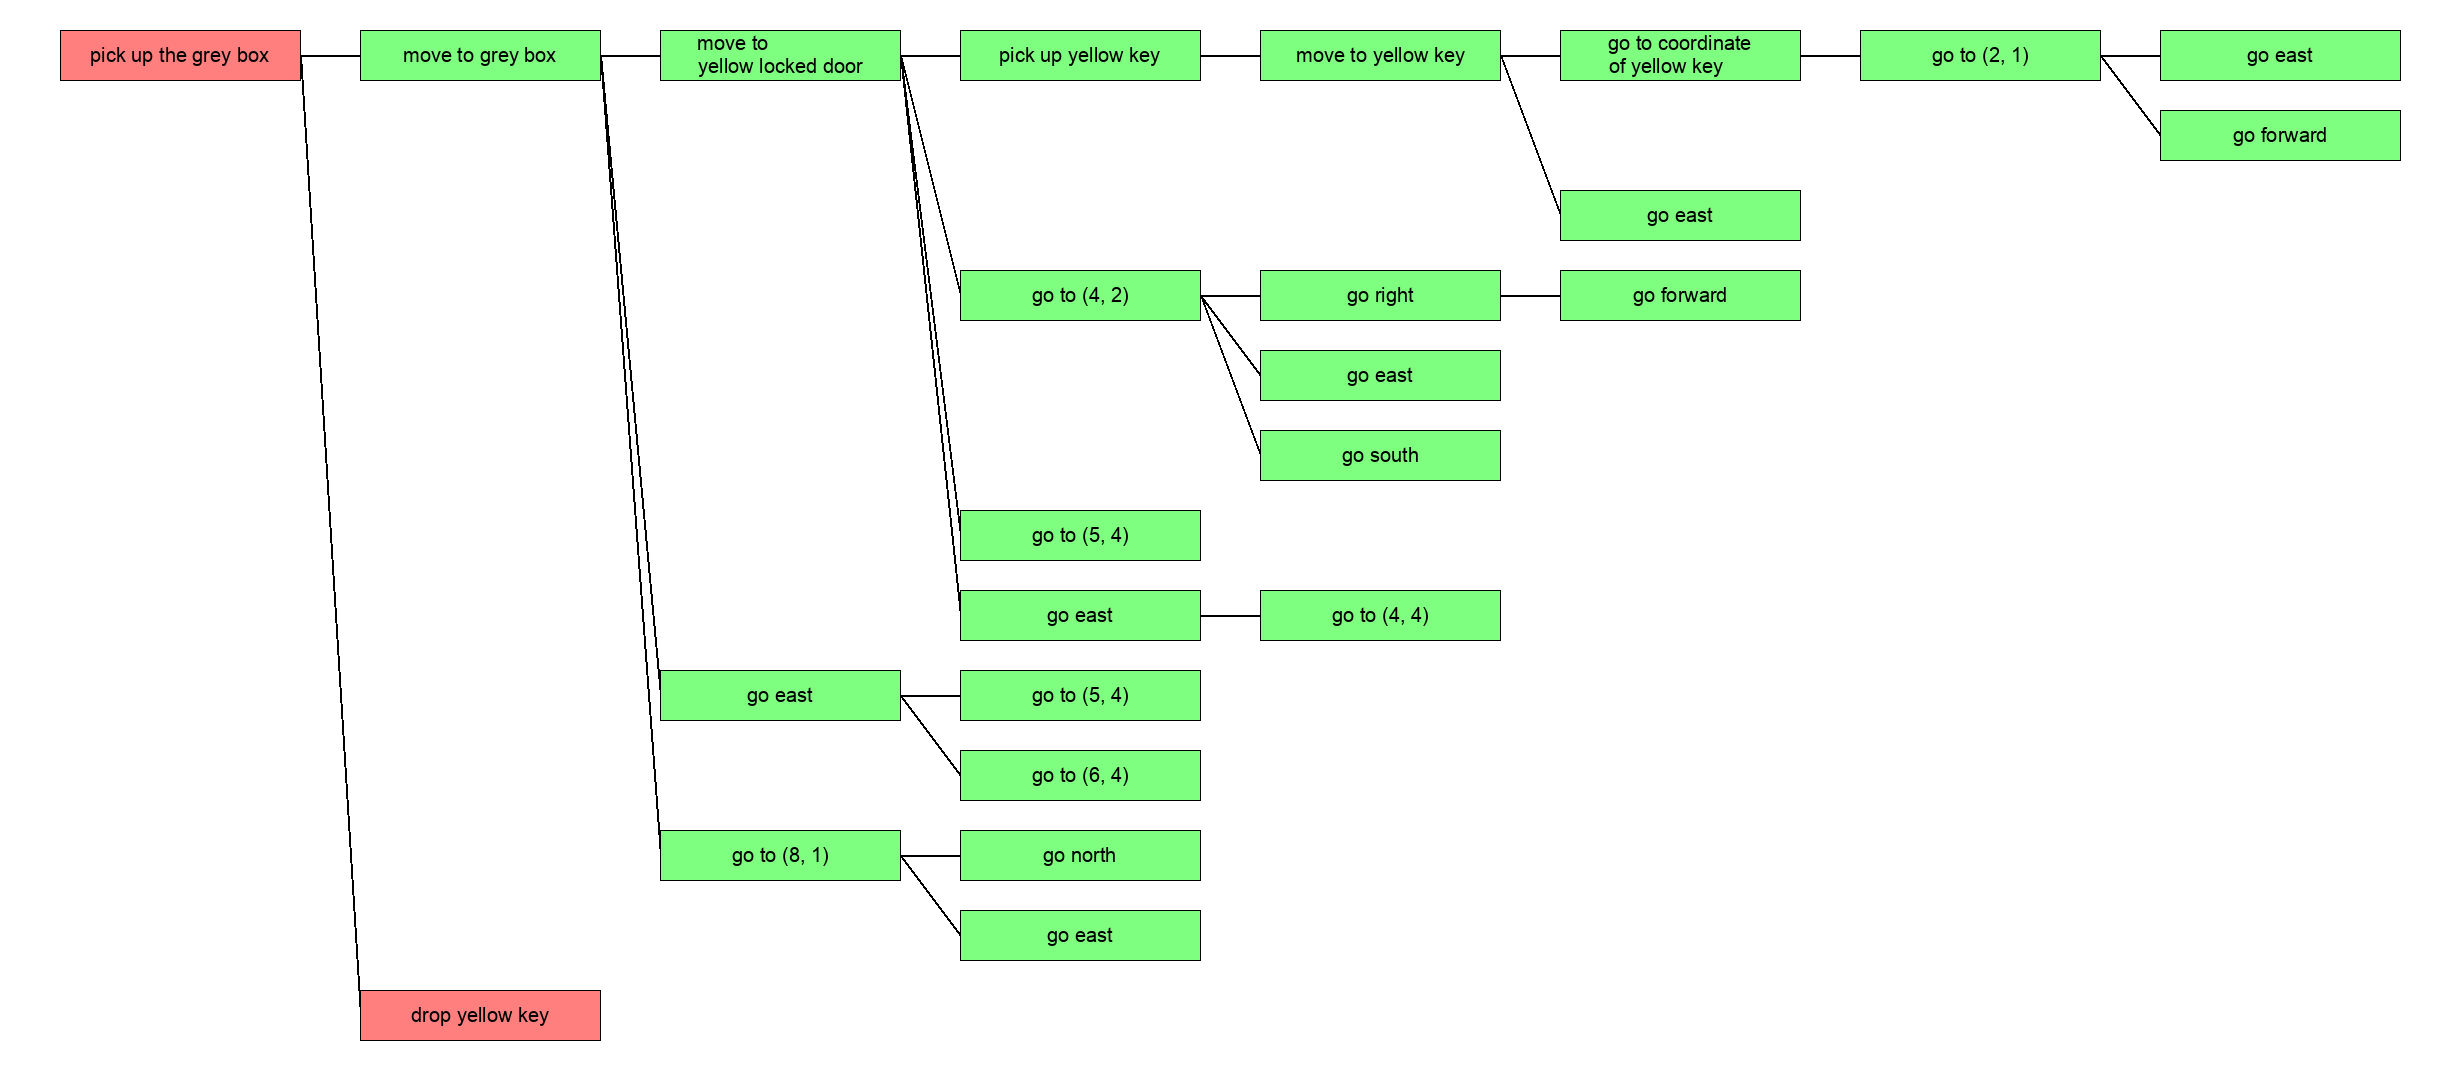 pick up the grey box
move to grey box
move to
yellow locked door
pick up yellow key
move to yellow key
go to coordinate
of yellow key
go to (2, 1)
go east
go forward
go east
go to (4, 2)
go right
go forward
go east
go south
go to (5, 4)
go east
go to (4, 4)
go east
go to (5, 4)
go to (6, 4)
go to (8, 1)
go north
go east
drop yellow key